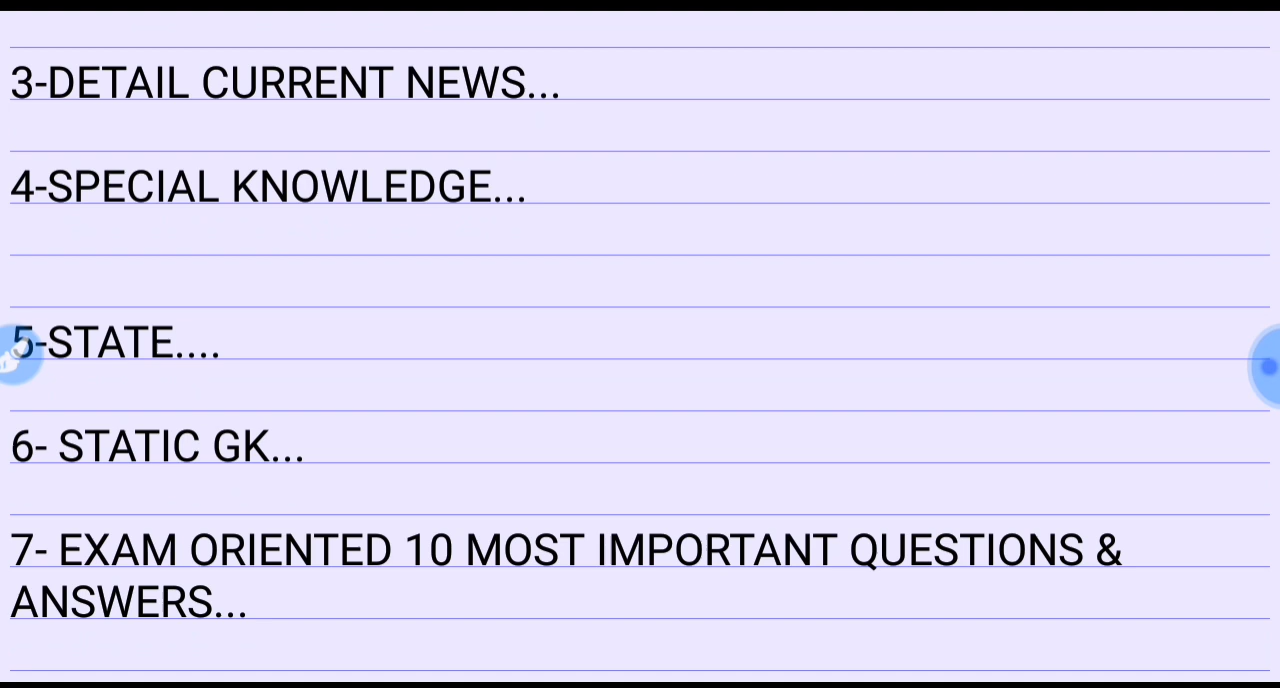 3-DETAIL CURRENT NEWS...
4-SPECIAL KNOWLEDGE...
5-STATE....
6- STATIC GK...
7- EXAM ORIENTED 10 MOST IMPORTANT QUESTIONS &
ANSWERS...